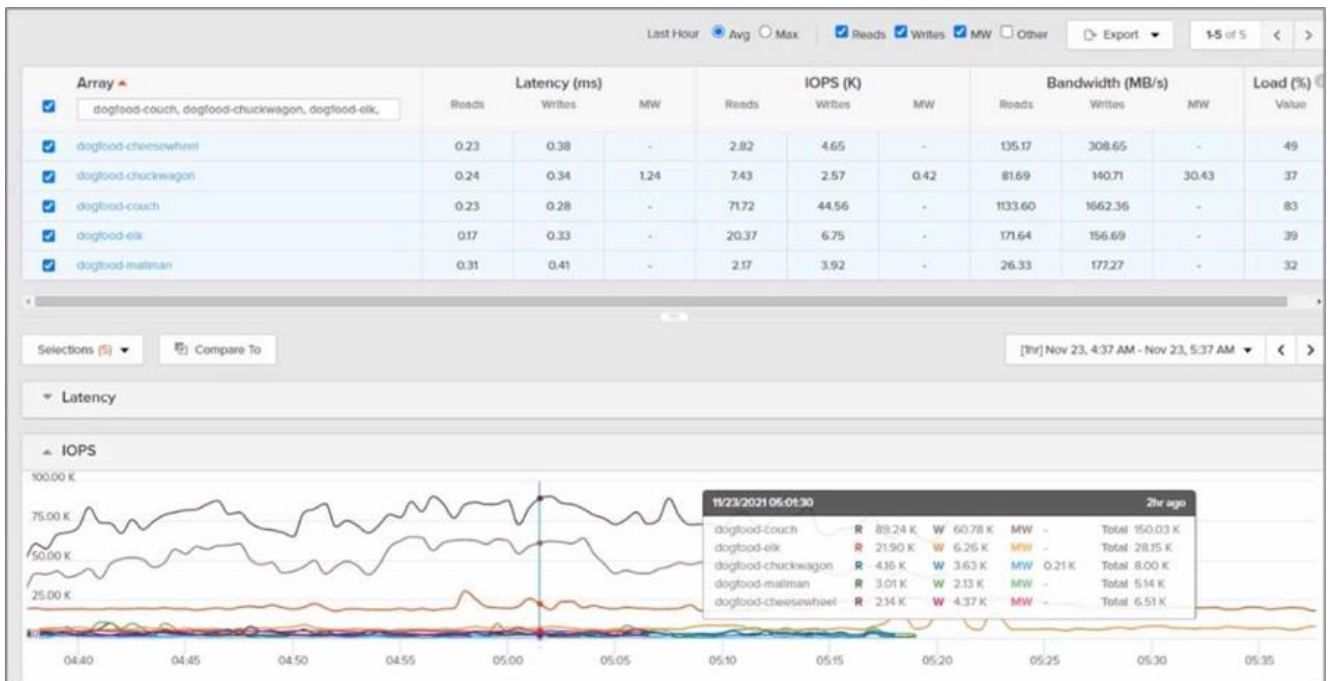 Last Hour Avg Max Reads Writes MW Other Export 1-5 of 5 < >
Array Latency (ms) IOPS (K) Bandwidth (MB/s) Load (%)
dogfood-couch, dogfood-chuckwagon, dogfood-elk, Reads Writes MW Reads Writes MW Reads Writes MW Value
dogfood-cheesewheel 0.23 0.38 - 2.82 4.65 - 135.17 308.65 - 49
dogfood-chuckwagon 0.24 0.34 1.24 7.43 2.57 0.42 81.69 140.71 30.43 37
dogfood-couch 0.23 0.28 - 71.72 44.56 - 1133.60 1662.36 - 83
dogfood-elk 0.17 0.33 - 20.37 6.75 - 171.64 156.69 - 39
dogfood-mailman 0.31 0.41 - 2.17 3.92 - 26.33 177.27 - 32
Selections (5) Compare To [1hr] Nov 23, 4:37 AM - Nov 23, 5:37 AM < >
Latency
IOPS
100.00 K
75.00 K
50.00 K
25.00 K
11/23/2021 05:01:30 2hr ago
dogfood-couch R 89.24 K W 60.78 K MW - Total 150.03 K
dogfood-elk R 21.90 K W 6.26 K MW - Total 28.15 K
dogfood-chuckwagon R 4.16 K W 3.63 K MW 0.21 K Total 8.00 K
dogfood-mailman R 3.01 K W 2.13 K MW - Total 5.14 K
dogfood-cheesewheel R 2.14 K W 4.37 K MW - Total 6.51 K
04:40 04:45 04:50 04:55 05:00 05:05 05:10 05:15 05:20 05:25 05:30 05:35